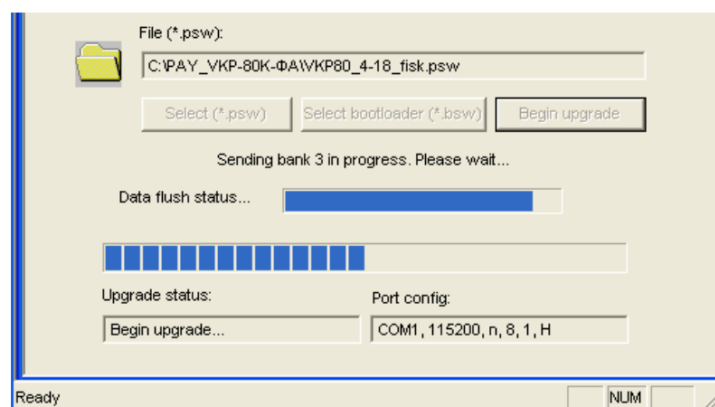 File (*.psw):
C:\PAY_VKP-80K-ФА\VKP80_4-18_fisk.psw
Select (*.psw)
Select bootloader (*.bsw)
Begin upgrade
Sending bank 3 in progress. Please wait...
Data flush status...
Upgrade status:
Port config:
Begin upgrade...
COM1, 115200, n, 8, 1, H
Ready
NUM